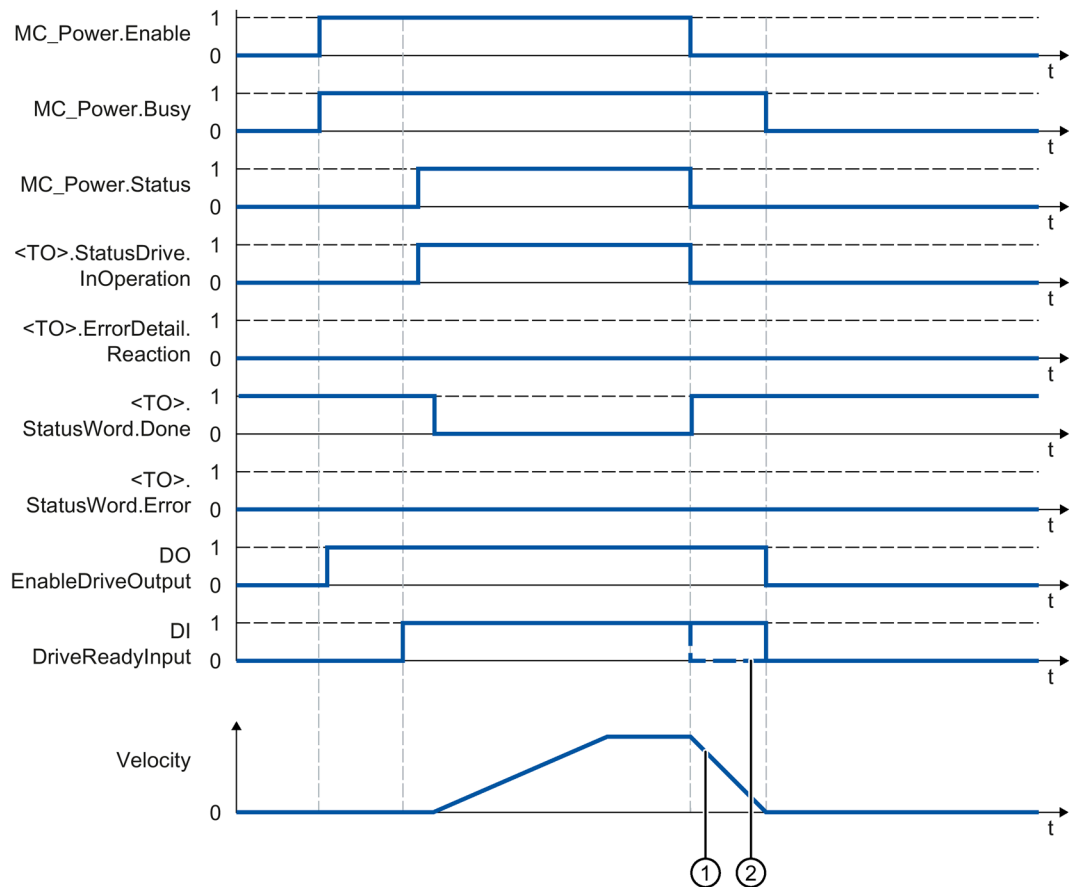 MC_Power.Enable
1
0
t
MC_Power.Busy
1
0
t
MC_Power.Status
1
0
t
<TO>.StatusDrive.
InOperation
1
0
t
<TO>.ErrorDetail.
Reaction
1
0
t
<TO>.
StatusWord.Done
1
0
t
<TO>.
StatusWord.Error
1
0
t
DO
EnableDriveOutput
1
0
t
DI
DriveReadyInput
1
0
t
Velocity
0
t
1 2